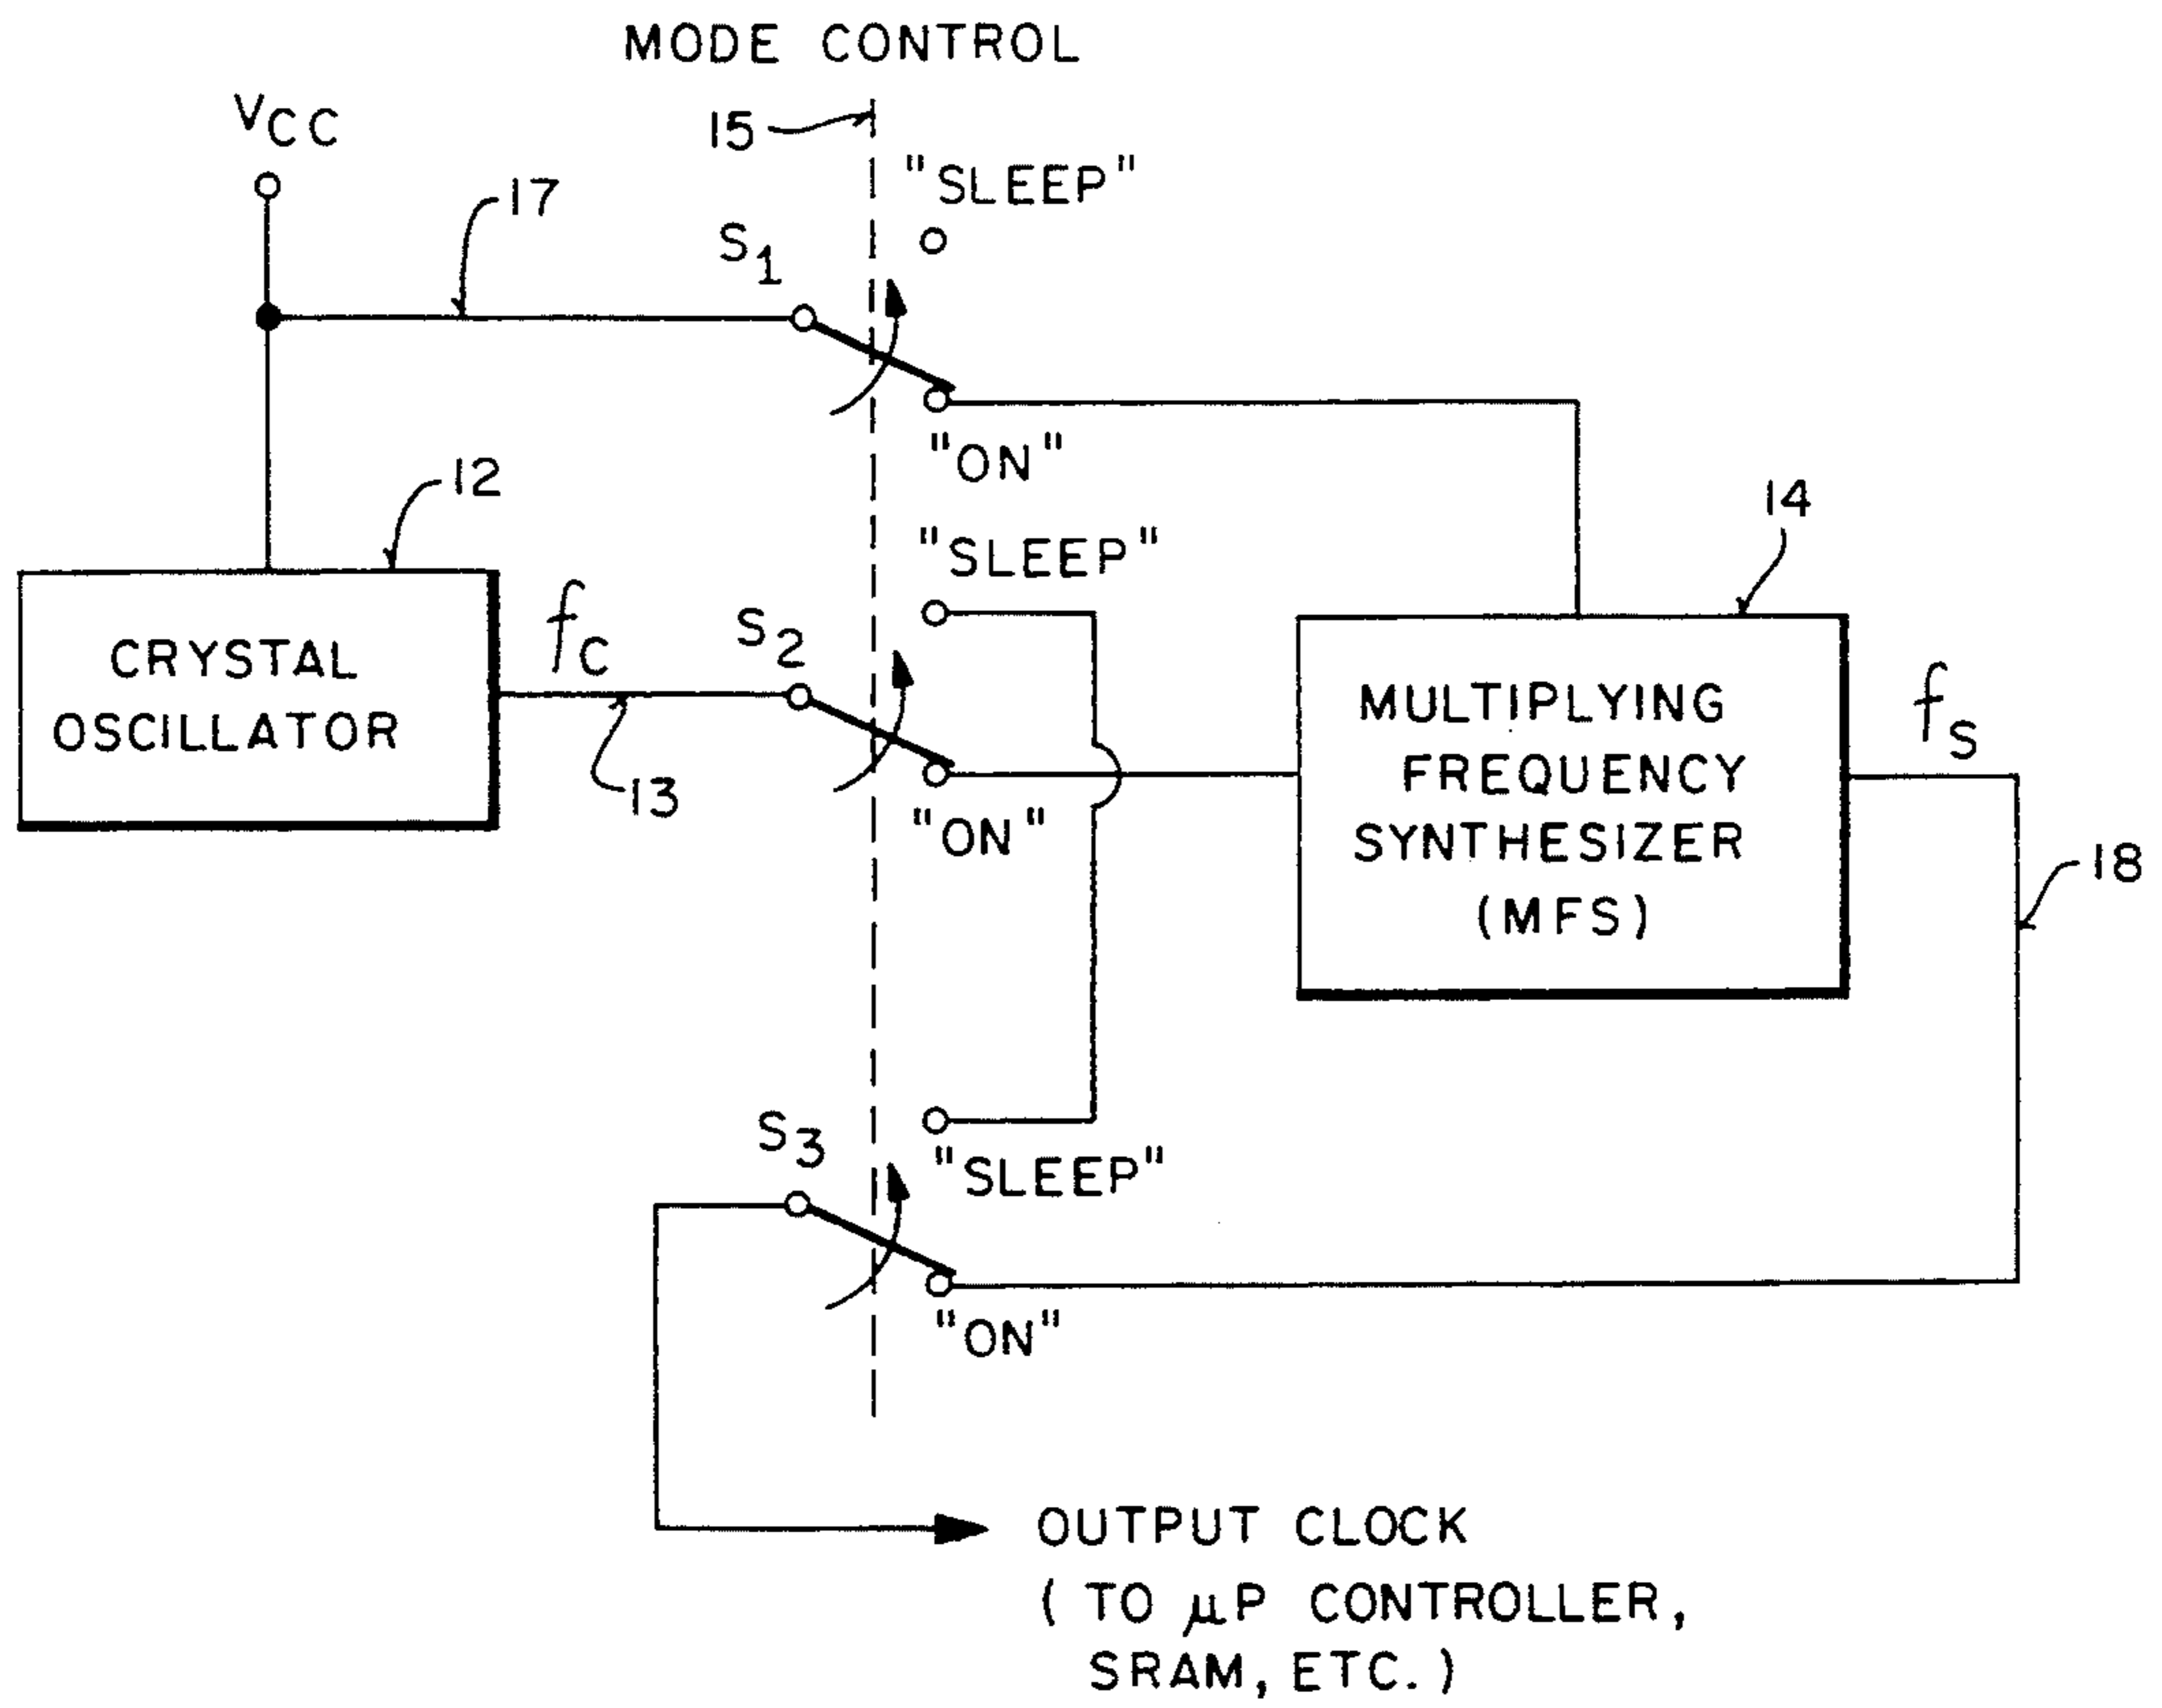 MODE CONTROL
VCC
15
"SLEEP"
17
S1
"ON"
12
14
"SLEEP"
CRYSTAL
OSCILLATOR
fC
S2
13
"ON"
MULTIPLYING
FREQUENCY
SYNTHESIZER
(MFS)
fS
18
S3
"SLEEP"
"ON"
OUTPUT CLOCK
( TO μP CONTROLLER,
SRAM, ETC. )